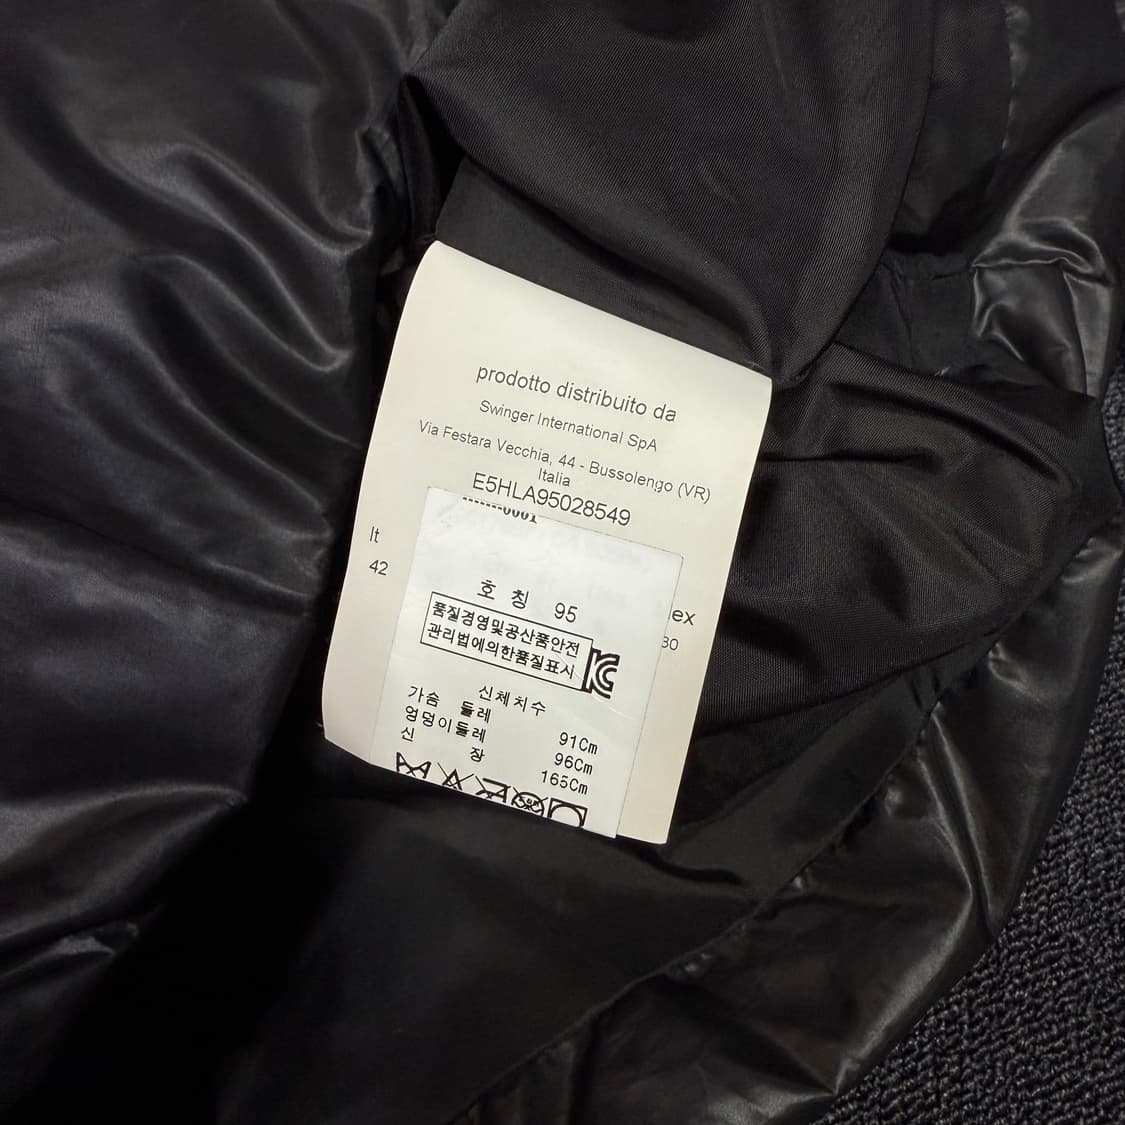 prodotto distribuito da
Swinger International SpA
Via Festara Vecchia, 44 - Bussolengo (VR)
Italia
E5HLA95028549
It
42
호 칭 95
ex
30
품질경영및공산품안전
관리법에의한품질표시
신체치수
가슴 둘레 91Cm
엉덩이둘레 96Cm
신 장 165Cm